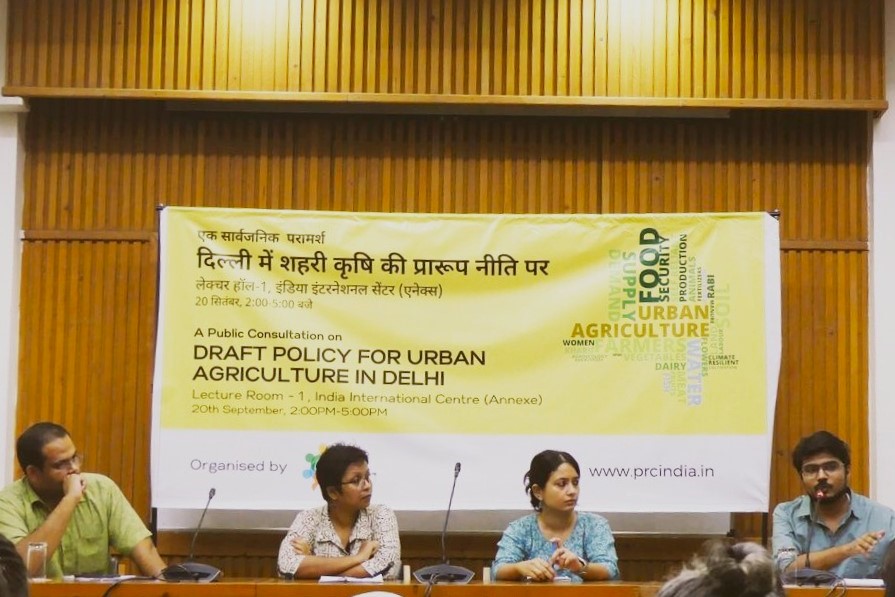 एक सार्वजनिक परामर्श
दिल्ली में शहरी कृषि की प्रारूप नीति पर
लेक्चर हॉल-1, इंडिया इंटरनेशनल सेंटर (एनेक्स)
20 सितंबर, 2:00-5:00 बजे
A Public Consultation on
DRAFT POLICY FOR URBAN
AGRICULTURE IN DELHI
Lecture Room - 1, India International Centre (Annexe)
20th September, 2:00PM-5:00PM
Organised by
www.prcindia.in
DEMAND
SUPPLY
FOOD
SECURITY
PRODUCTION
ANIMALS
FERTILIZERS
RABI
URBAN
AGRICULTURE
WOMEN
FARMERS
VEGETABLES
DAIRY
WATER
FLOWERS
CLIMATE
RESILIENT